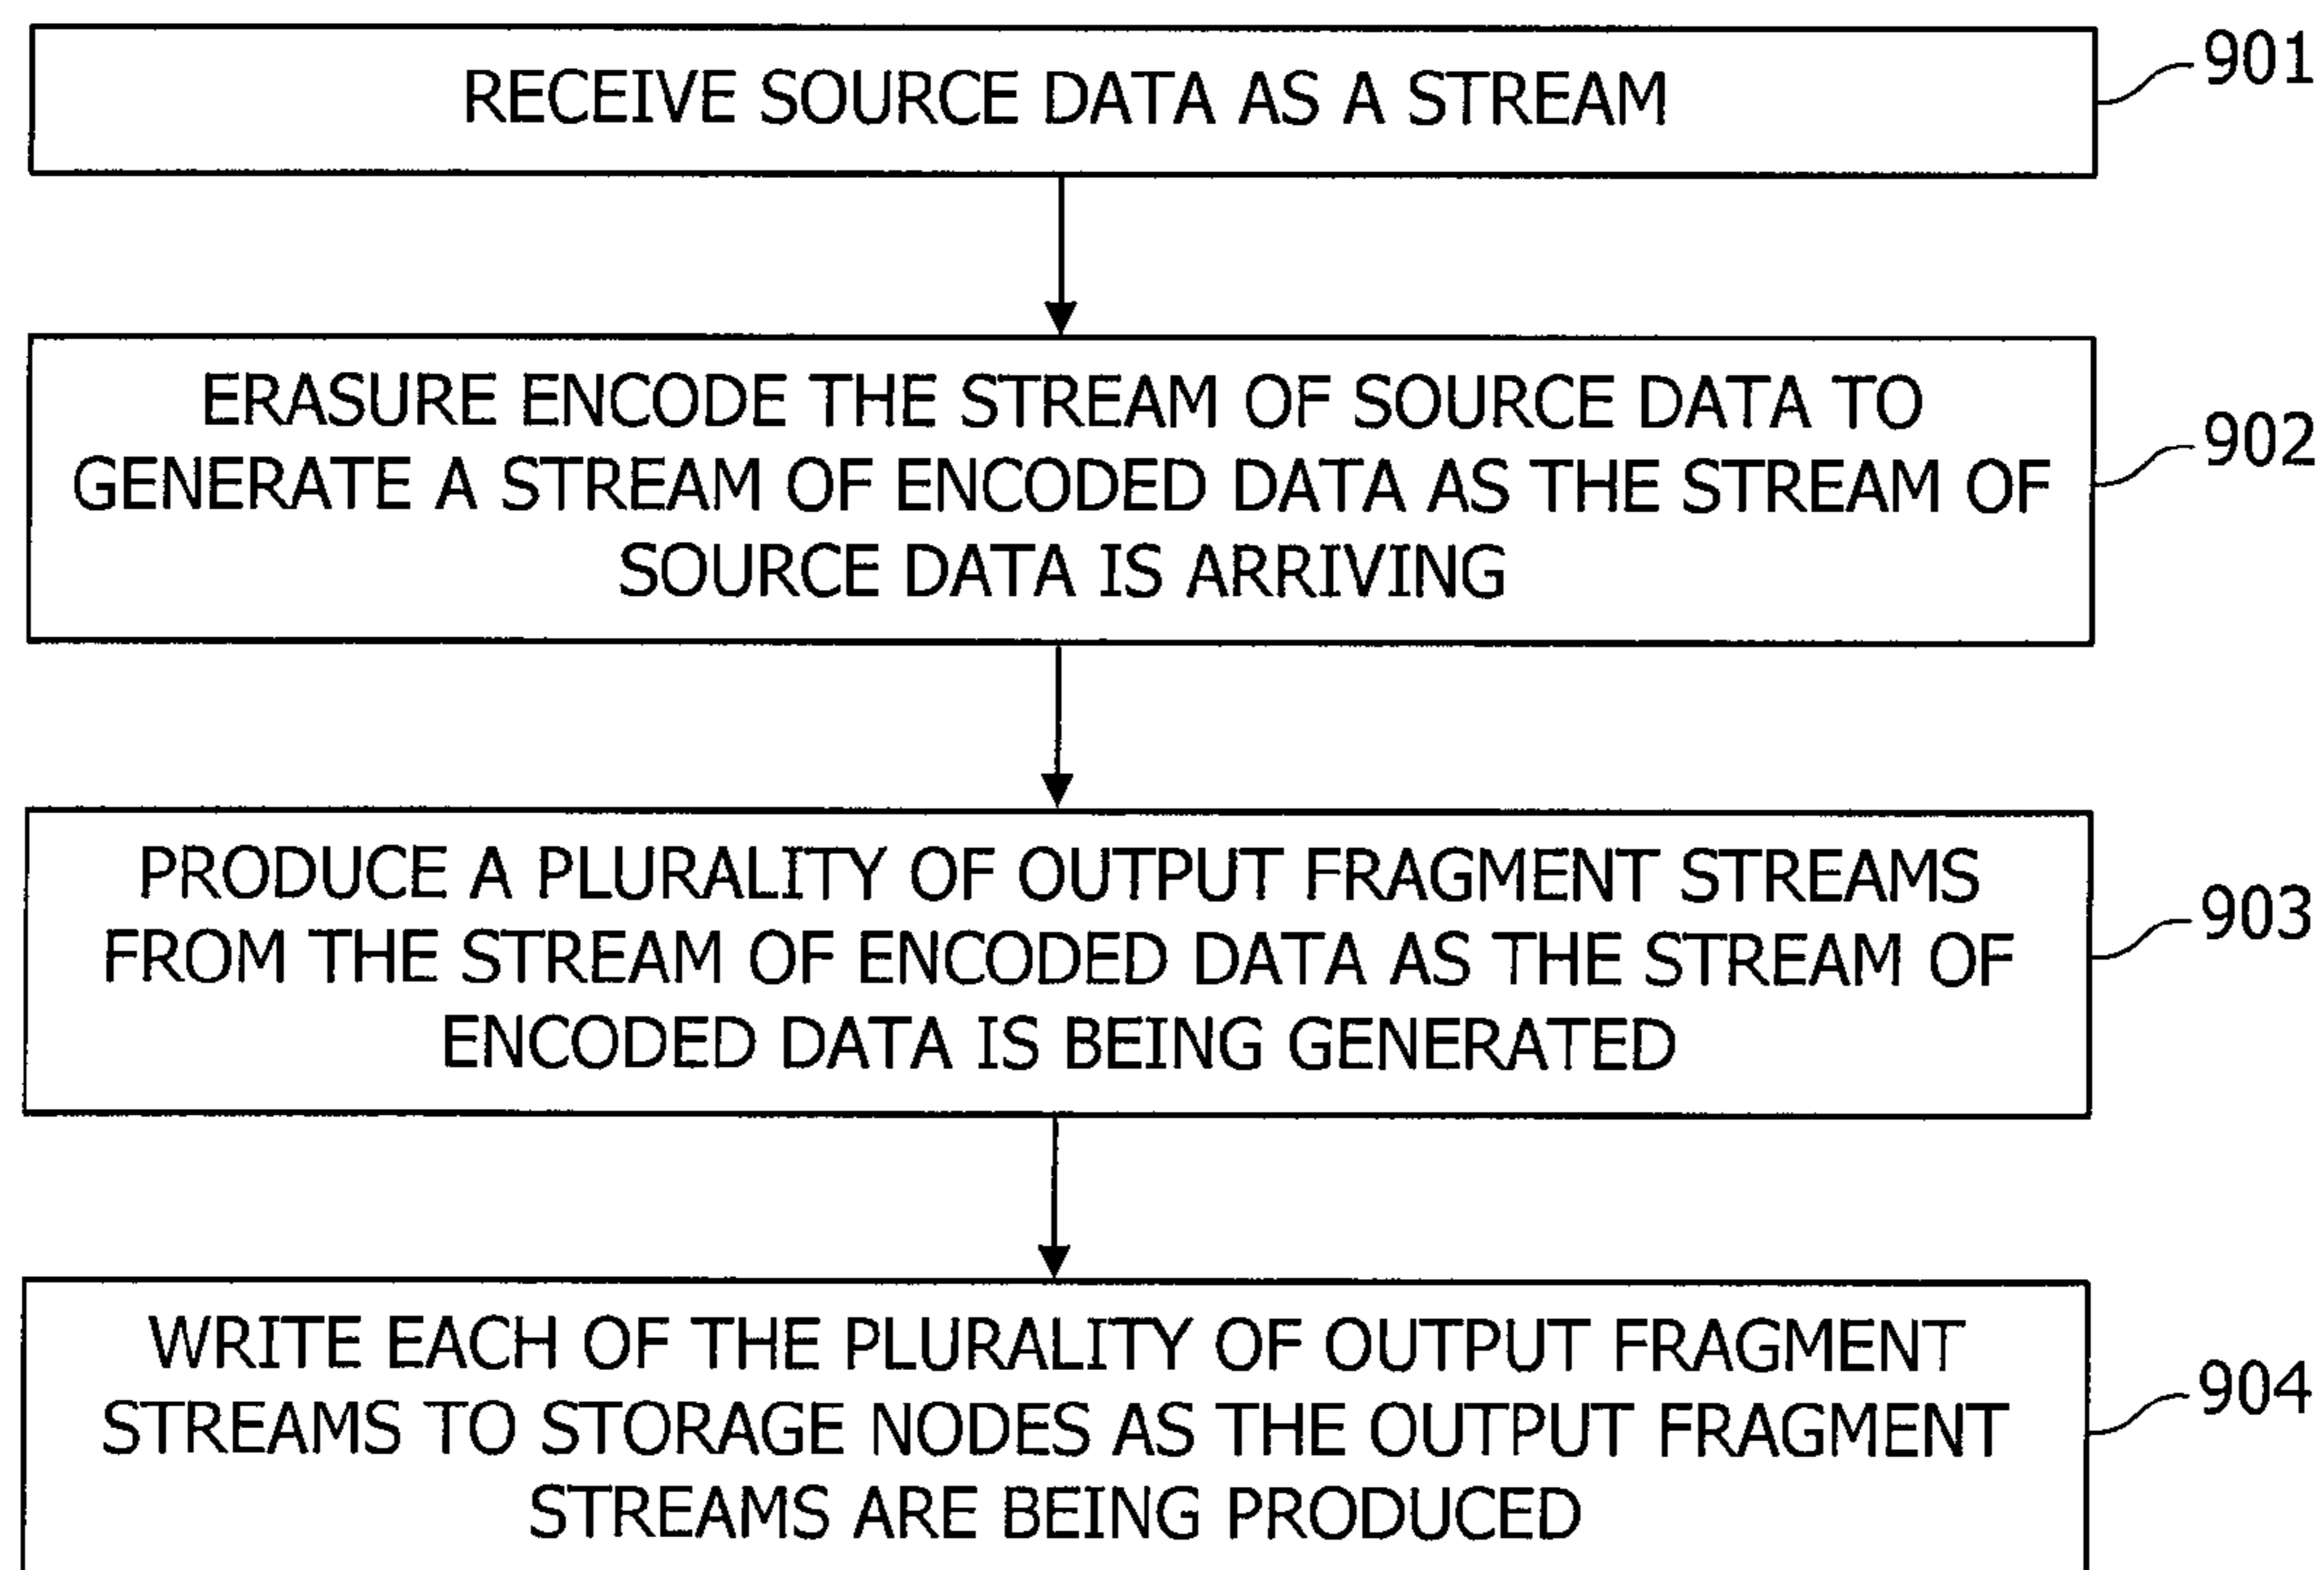 RECEIVE SOURCE DATA AS A STREAM
901
ERASURE ENCODE THE STREAM OF SOURCE DATA TO
GENERATE A STREAM OF ENCODED DATA AS THE STREAM OF
SOURCE DATA IS ARRIVING
902
PRODUCE A PLURALITY OF OUTPUT FRAGMENT STREAMS
FROM THE STREAM OF ENCODED DATA AS THE STREAM OF
ENCODED DATA IS BEING GENERATED
903
WRITE EACH OF THE PLURALITY OF OUTPUT FRAGMENT
STREAMS TO STORAGE NODES AS THE OUTPUT FRAGMENT
STREAMS ARE BEING PRODUCED
904